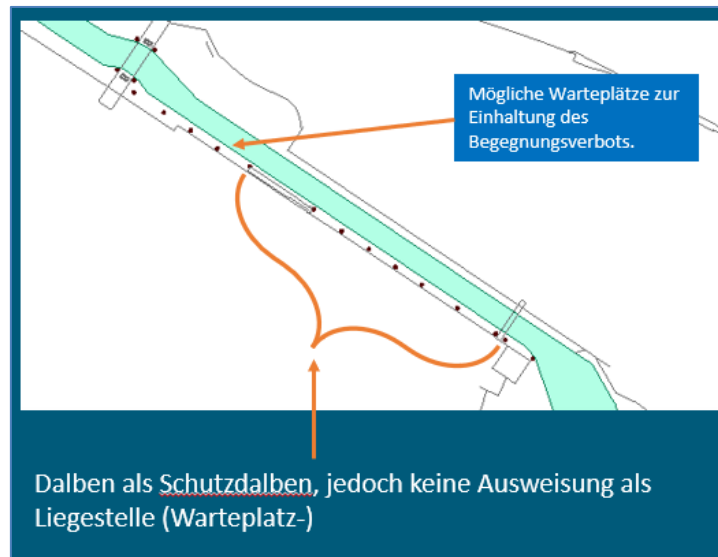 Mögliche Warteplätze zur
Einhaltung des
Begegnungsverbots.
Dalben als Schutzdalben, jedoch keine Ausweisung als
Liegestelle (Warteplatz-)